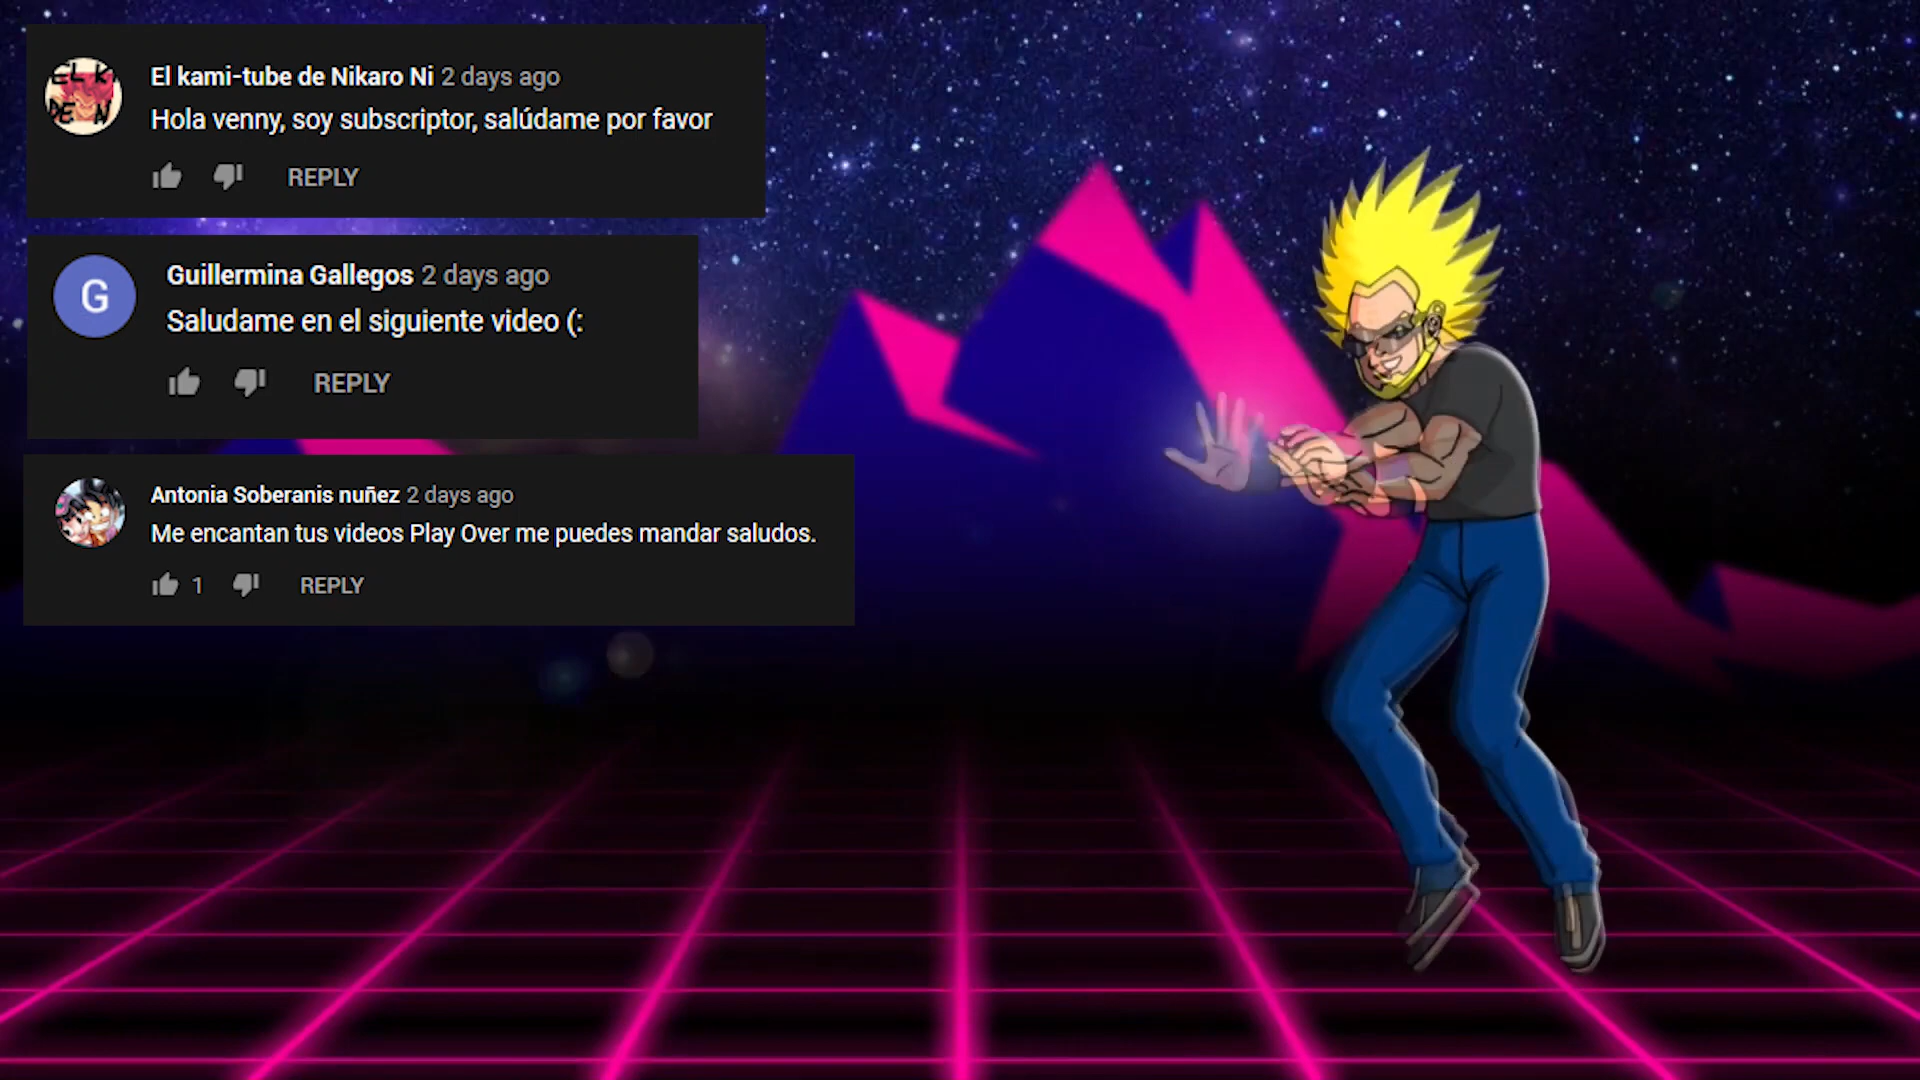 El kami-tube de Nikaro Ni 2 days ago
Hola venny, soy subscriptor, salúdame por favor
REPLY
G
Guillermina Gallegos 2 days ago
Saludame en el siguiente video (:
REPLY
Antonia Soberanis nuñez 2 days ago
Me encantan tus videos Play Over me puedes mandar saludos.
1 REPLY